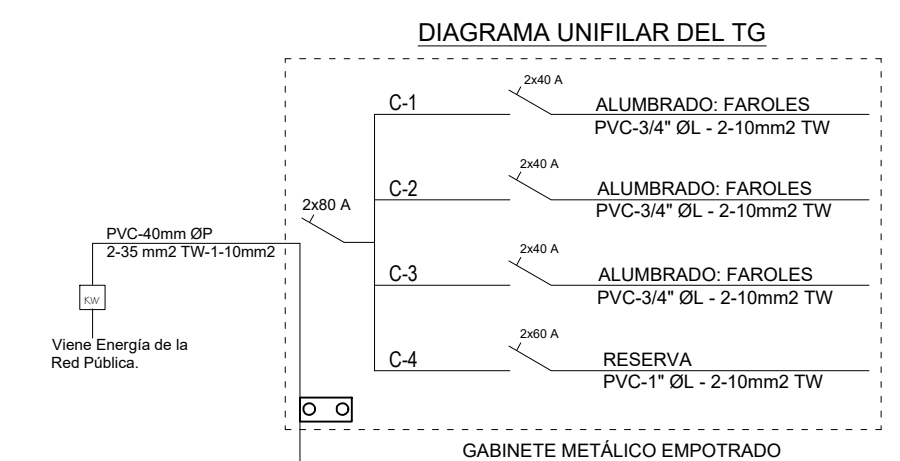 DIAGRAMA UNIFILAR DEL TG
2x40 A
C-1
ALUMBRADO: FAROLES
PVC-3/4" ØL - 2-10mm2 TW
2x40 A
C-2
ALUMBRADO: FAROLES
PVC-3/4" ØL - 2-10mm2 TW
2x80 A
PVC-40mm ØP
2-35 mm2 TW-1-10mm2
2x40 A
C-3
ALUMBRADO: FAROLES
PVC-3/4" ØL - 2-10mm2 TW
KW
Viene Energía de la
Red Pública.
2x60 A
C-4
RESERVA
PVC-1" ØL - 2-10mm2 TW
GABINETE METÁLICO EMPOTRADO